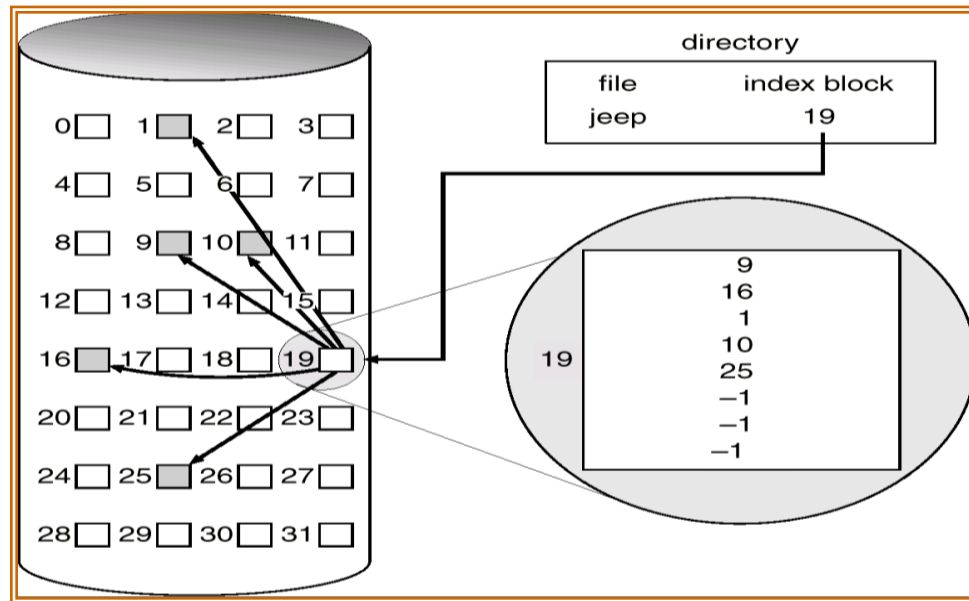 directory
file index block
jeep 19
0 1 2 3
4 5 6 7
8 9 10 11
12 13 14 15
16 17 18 19
20 21 22 23
24 25 26 27
28 29 30 31
19
9
16
1
10
25
–1
–1
–1